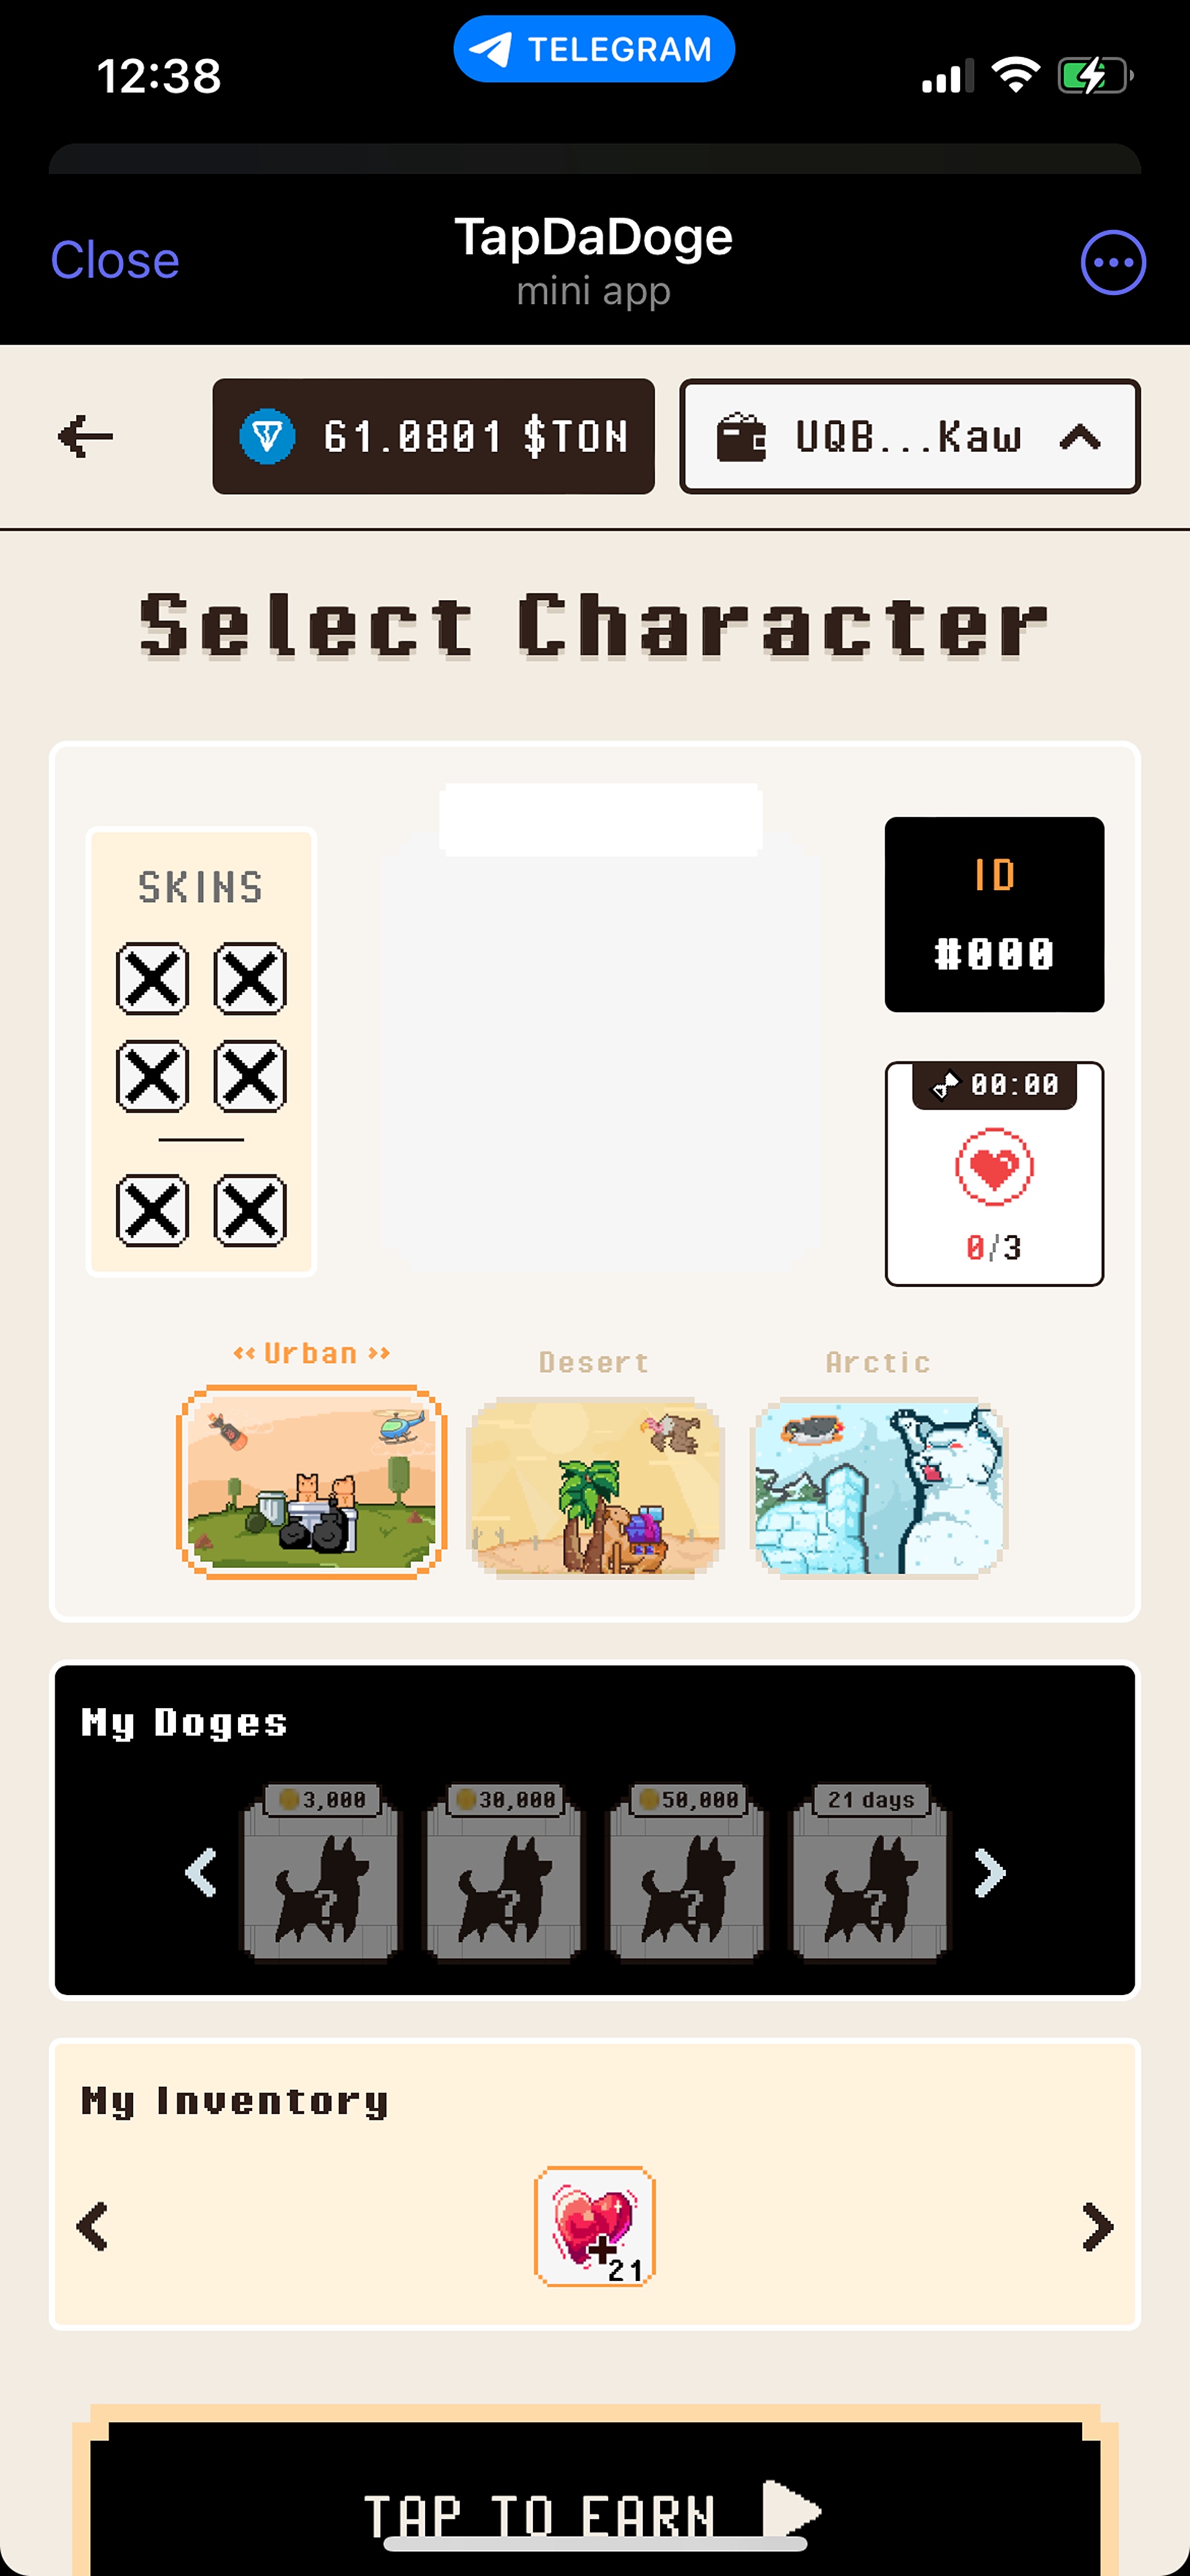 12:38
TELEGRAM
Close
TapDaDoge
mini app
61.0801 $TON
UQB...Kaw
Select Character
SKINS
ID
#000
00:00
0/3
Urban
Desert
Arctic
My Doges
3,000
30,000
50,000
21 days
?
?
?
?
My Inventory
+21
TAP TO EARN